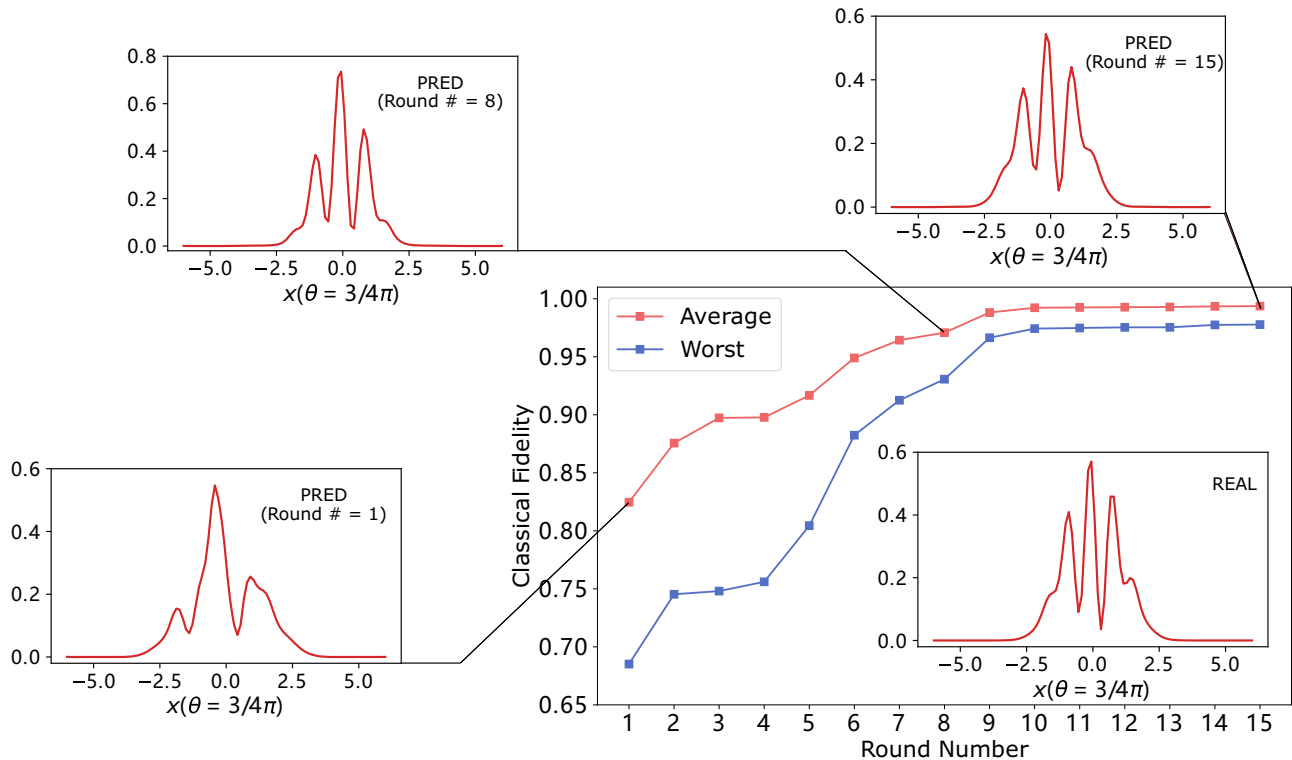 0.8
0.6
0.4
0.2
0.0
PRED
(Round # = 8)
−5.0 −2.5 0.0 2.5 5.0
x(θ = 3/4π)
0.6
0.4
0.2
0.0
PRED
(Round # = 15)
−5.0 −2.5 0.0 2.5 5.0
x(θ = 3/4π)
0.6
0.4
0.2
0.0
PRED
(Round # = 1)
−5.0 −2.5 0.0 2.5 5.0
x(θ = 3/4π)
Classical Fidelity
1.00
0.95
0.90
0.85
0.80
0.75
0.70
0.65
Average
Worst
0.6
0.4
0.2
0.0
REAL
−5.0 −2.5 0.0 2.5 5.0
x(θ = 3/4π)
1 2 3 4 5 6 7 8 9 10 11 12 13 14 15
Round Number